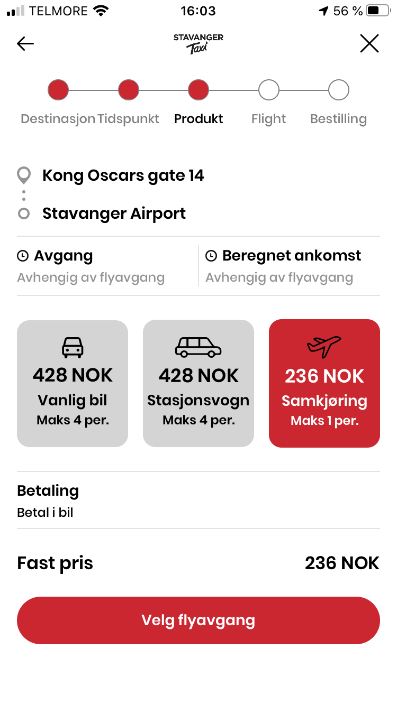 TELMORE 16:03 56 %
STAVANGER
Taxi
Destinasjon Tidspunkt Produkt Flight Bestilling
Kong Oscars gate 14
Stavanger Airport
Avgang Beregnet ankomst
Avhengig av flyavgang Avhengig av flyavgang
428 NOK 428 NOK 236 NOK
Vanlig bil Stasjonsvogn Samkjøring
Maks 4 per. Maks 4 per. Maks 1 per.
Betaling
Betal i bil
Fast pris 236 NOK
Velg flyavgang